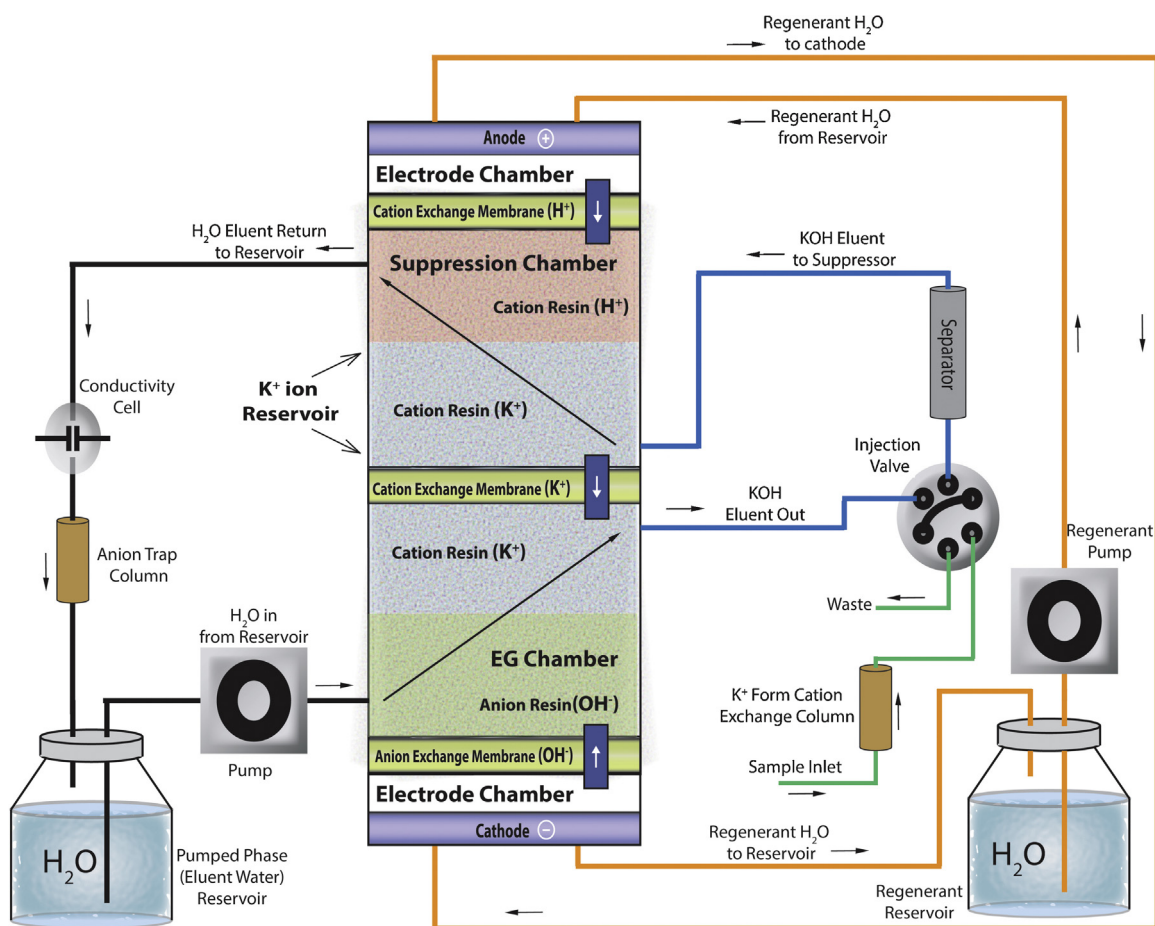 Regenerant H₂O
to cathode
Regenerant H₂O
from Reservoir
Anode +
Electrode Chamber
Cation Exchange Membrane (H⁺)
H₂O Eluent Return
to Reservoir
Suppression Chamber
Cation Resin (H⁺)
KOH Eluent
to Suppressor
Separator
Conductivity
Cell
K⁺ ion
Reservoir
Cation Resin (K⁺)
Injection
Valve
Cation Exchange Membrane (K⁺)
KOH
Eluent Out
Cation Resin (K⁺)
Regenerant
Pump
Anion Trap
Column
H₂O in
from Reservoir
Waste
EG Chamber
Anion Resin(OH⁻)
K⁺ Form Cation
Exchange Column
Anion Exchange Membrane (OH⁻)
Pump
Sample Inlet
Electrode Chamber
Cathode −
Regenerant H₂O
to Reservoir
H₂O
Pumped Phase
(Eluent Water)
Reservoir
H₂O
Regenerant
Reservoir